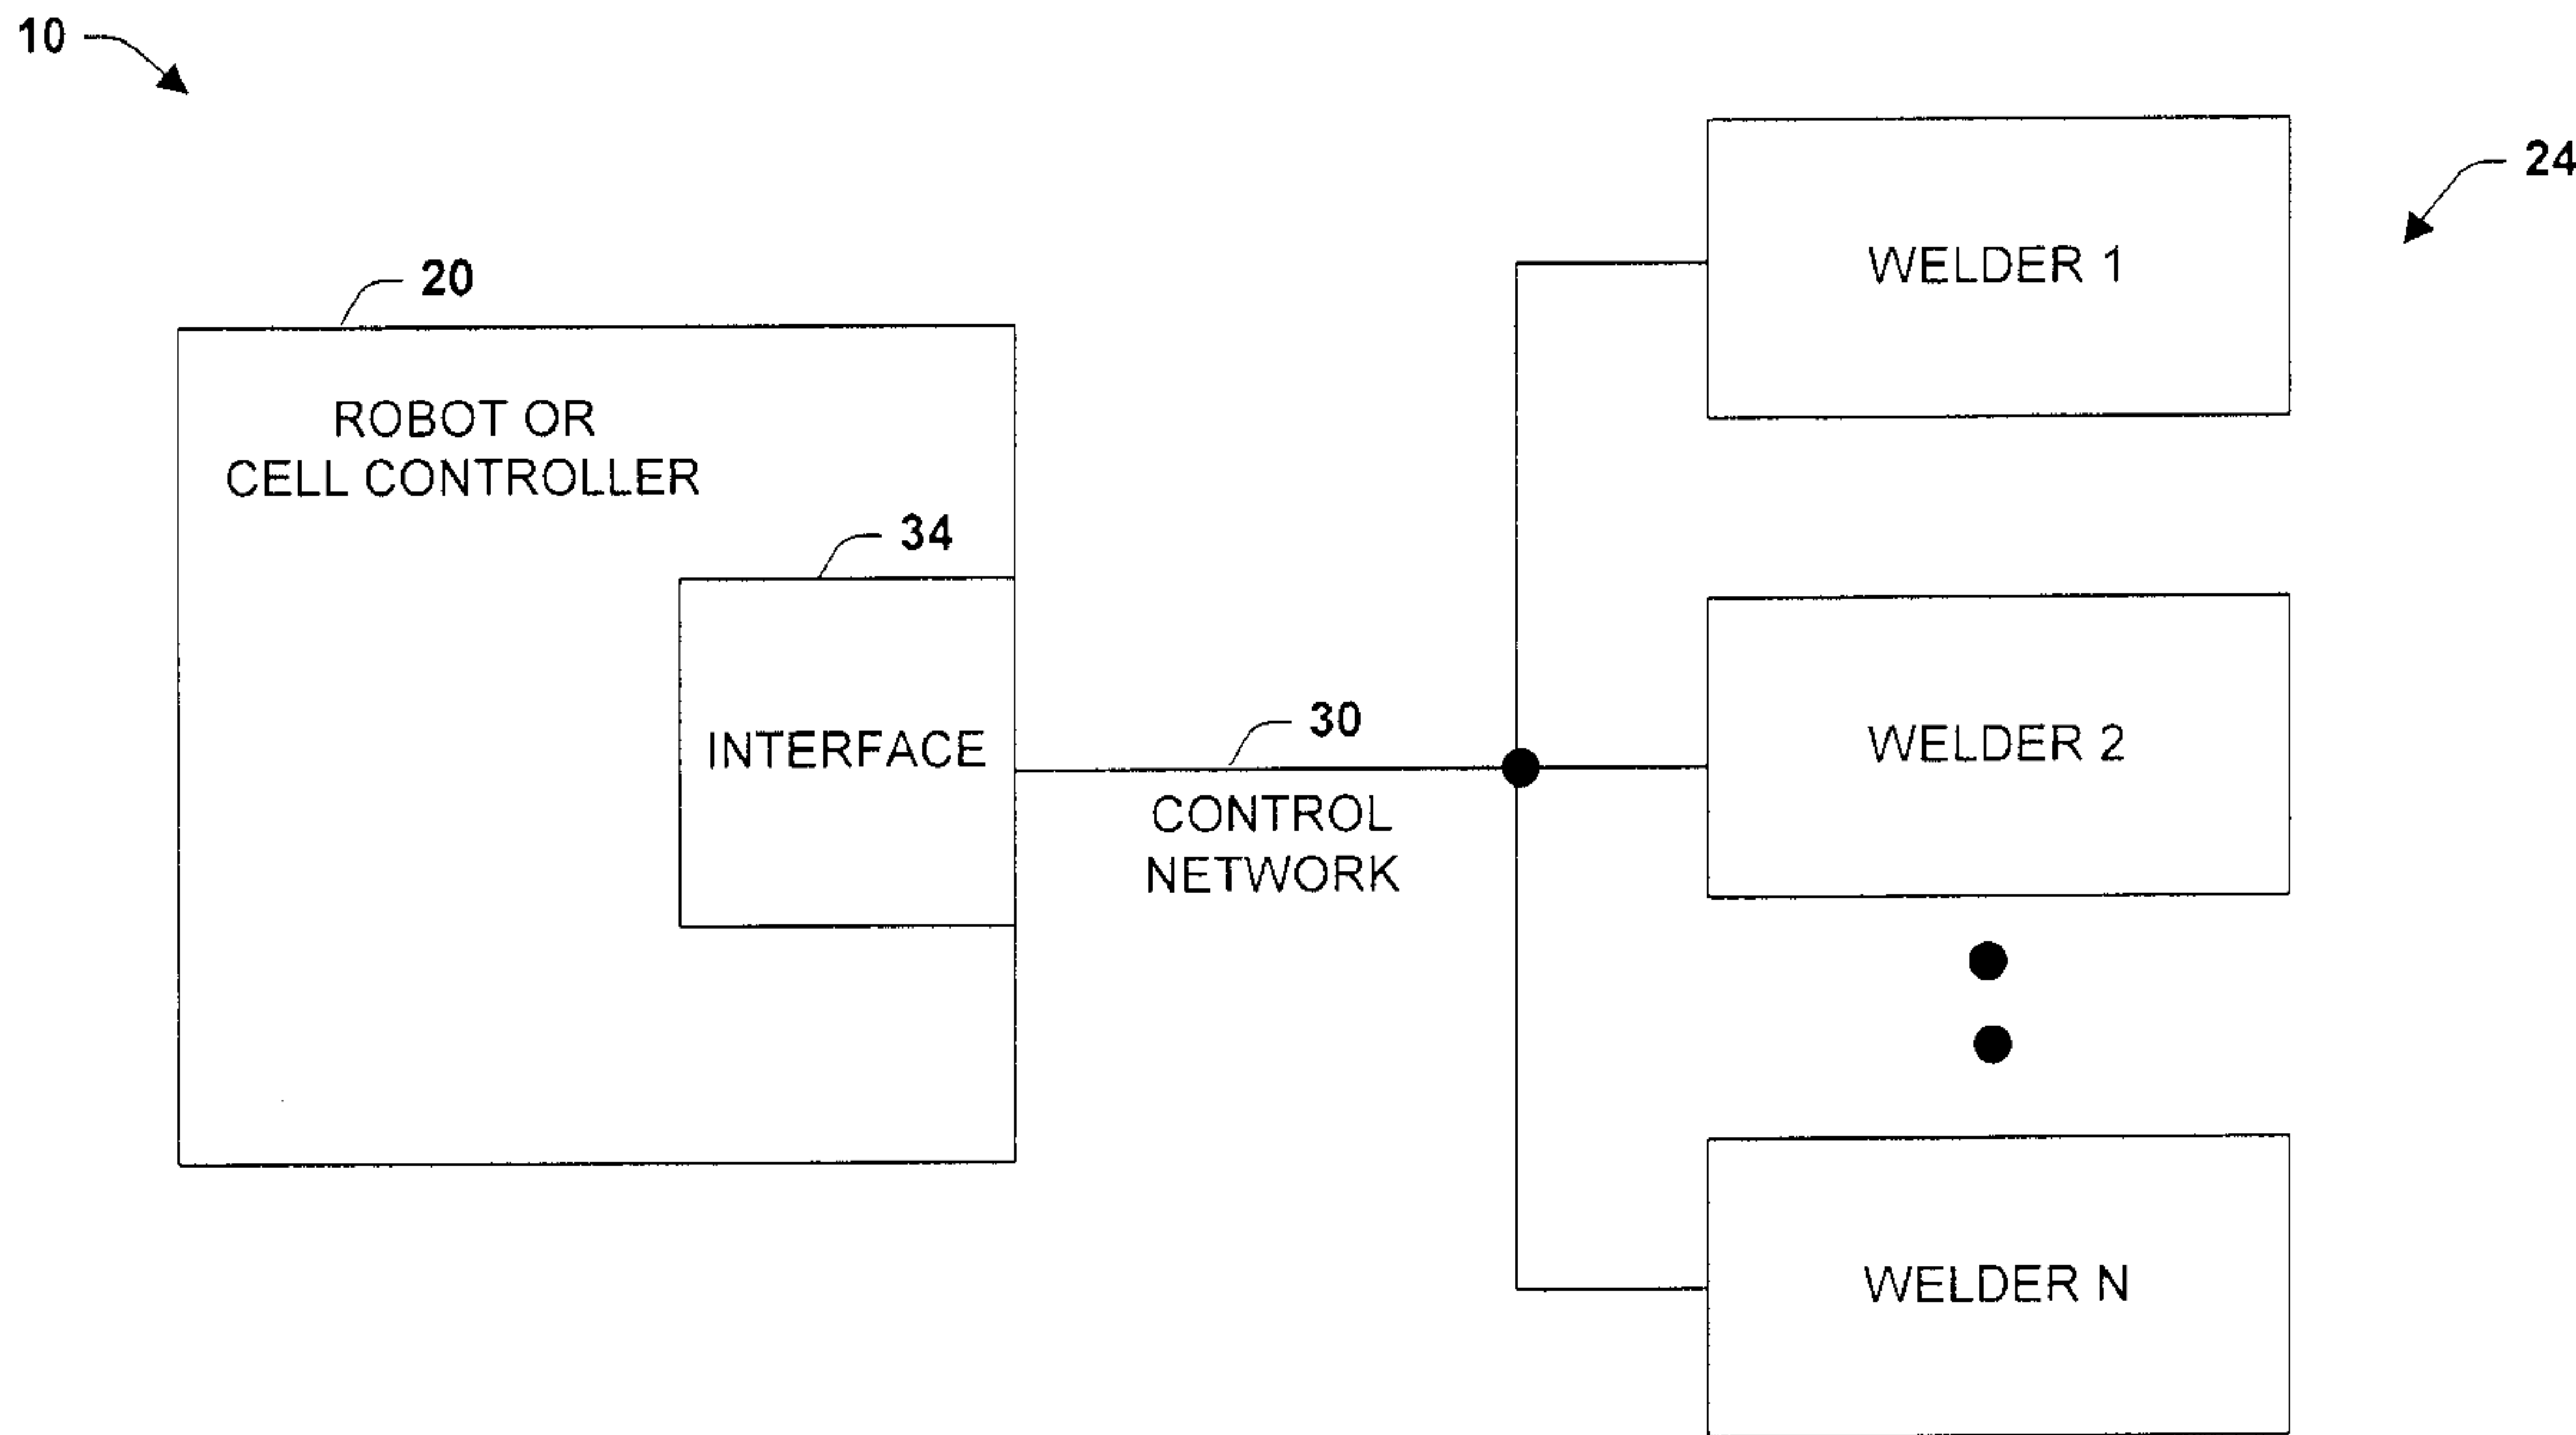 10
24
WELDER 1
20
ROBOT OR
CELL CONTROLLER
34
INTERFACE
30
CONTROL
NETWORK
WELDER 2
WELDER N